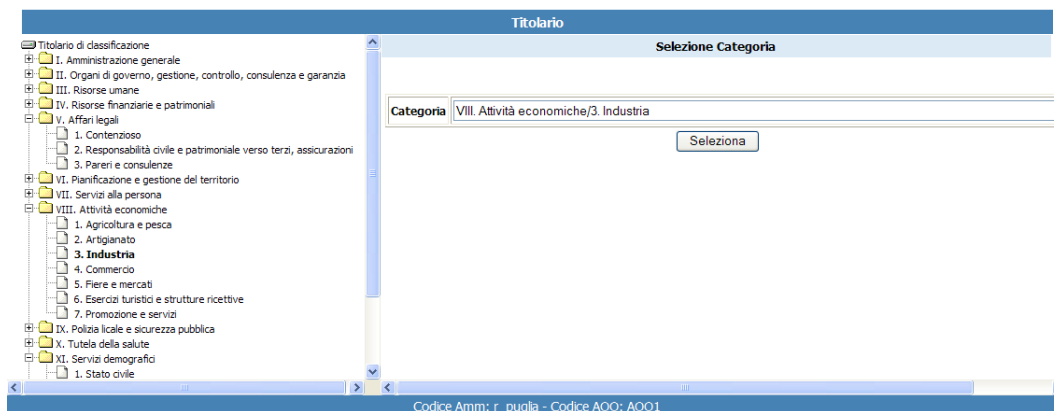 Titolario
Titolario di classificazione
I. Amministrazione generale
II. Organi di governo, gestione, controllo, consulenza e garanzia
III. Risorse umane
IV. Risorse finanziarie e patrimoniali
V. Affari legali
1. Contenzioso
2. Responsabilità civile e patrimoniale verso terzi, assicurazioni
3. Pareri e consulenze
VI. Pianificazione e gestione del territorio
VII. Servizi alla persona
VIII. Attività economiche
1. Agricoltura e pesca
2. Artigianato
3. Industria
4. Commercio
5. Fiere e mercati
6. Esercizi turistici e strutture ricettive
7. Promozione e servizi
IX. Polizia licale e sicurezza pubblica
X. Tutela della salute
XI. Servizi demografici
1. Stato civile
Selezione Categoria
Categoria VIII. Attività economiche/3. Industria
Seleziona
Codice Amm: r_puglia - Codice AOO: AOO1